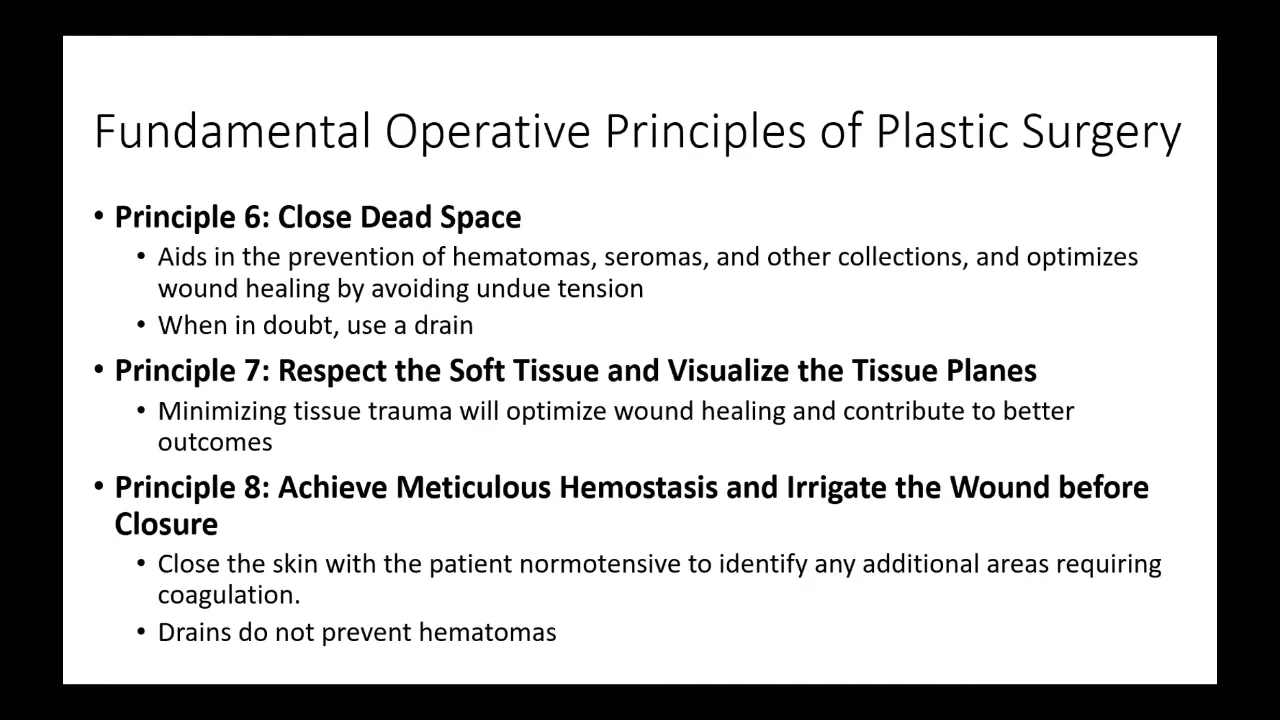 Fundamental Operative Principles of Plastic Surgery
• Principle 6: Close Dead Space
• Aids in the prevention of hematomas, seromas, and other collections, and optimizes
wound healing by avoiding undue tension
• When in doubt, use a drain
• Principle 7: Respect the Soft Tissue and Visualize the Tissue Planes
• Minimizing tissue trauma will optimize wound healing and contribute to better
outcomes
• Principle 8: Achieve Meticulous Hemostasis and Irrigate the Wound before
Closure
• Close the skin with the patient normotensive to identify any additional areas requiring
coagulation.
• Drains do not prevent hematomas